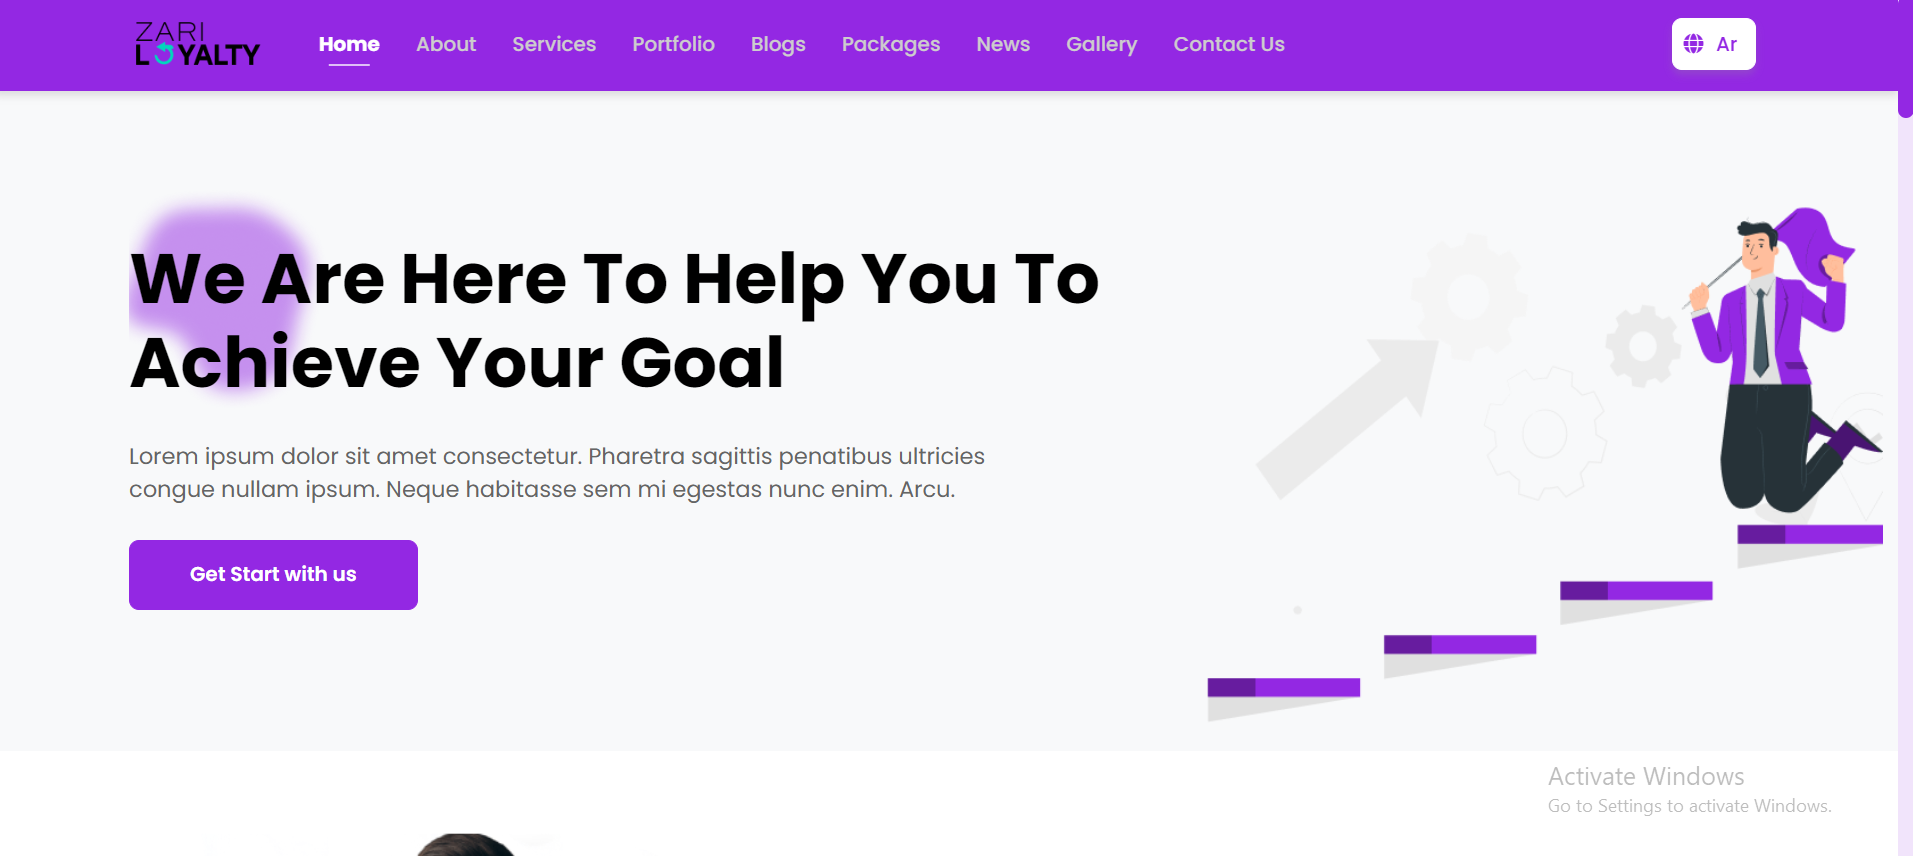 ZARI
LOYALTY
Home About Services Portfolio Blogs Packages News Gallery Contact Us
Ar
We Are Here To Help You To
Achieve Your Goal
Lorem ipsum dolor sit amet consectetur. Pharetra sagittis penatibus ultricies
congue nullam ipsum. Neque habitasse sem mi egestas nunc enim. Arcu.
Get Start with us
Activate Windows
Go to Settings to activate Windows.